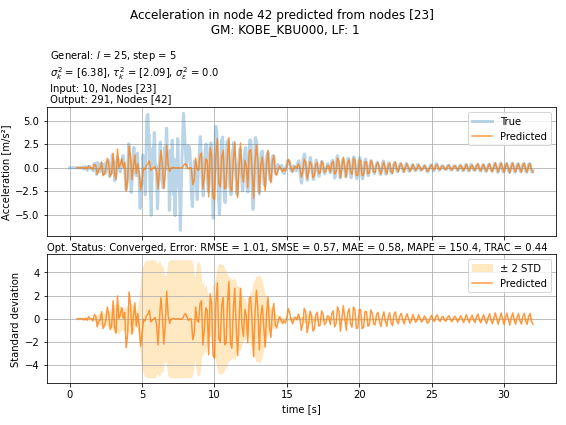 Acceleration in node 42 predicted from nodes [23]
GM: KOBE_KBU000, LF: 1
General: l = 25, step = 5
σ²ₖ = [6.38], τ²ₖ = [2.09], σ²ₑ = 0.0
Input: 10, Nodes [23]
Output: 291, Nodes [42]
Acceleration [m/s²]
5.0
2.5
0.0
−2.5
−5.0
True
Predicted
Opt. Status: Converged, Error: RMSE = 1.01, SMSE = 0.57, MAE = 0.58, MAPE = 150.4, TRAC = 0.44
Standard deviation
4
2
0
−2
−4
± 2 STD
Predicted
0 5 10 15 20 25 30
time [s]